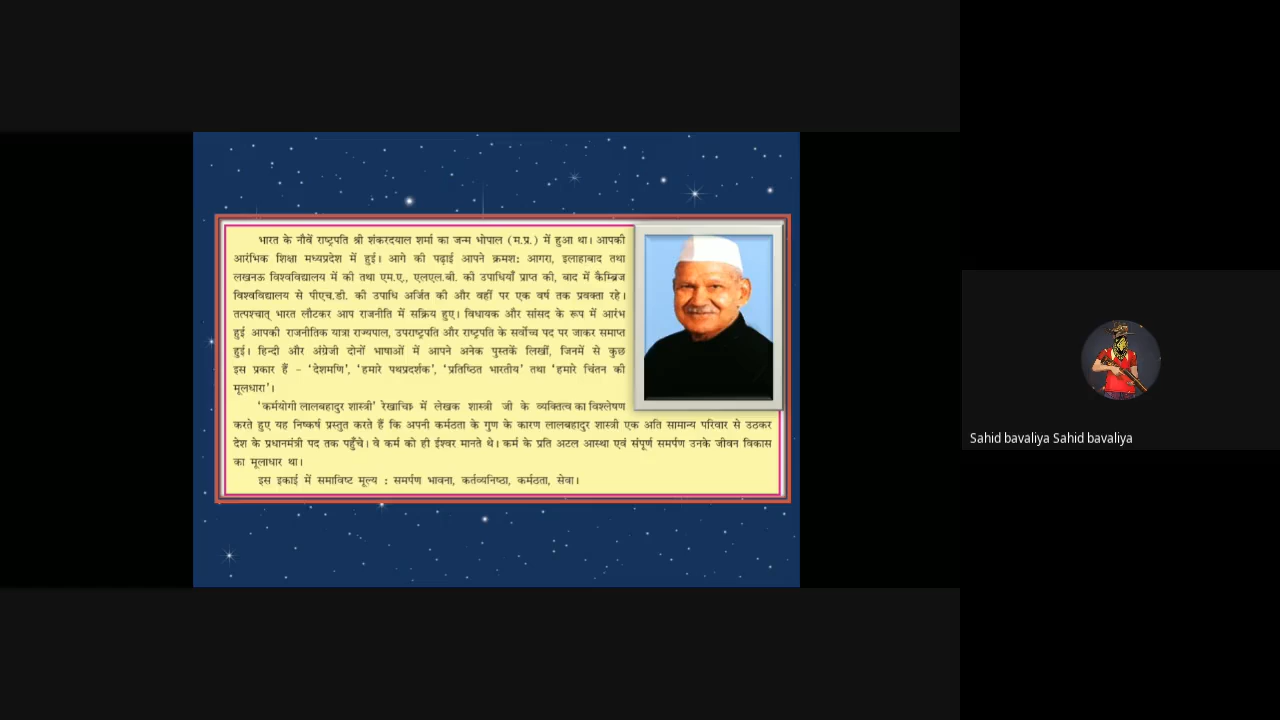 भारत के नौवें राष्ट्रपति श्री शंकरदयाल शर्मा का जन्म भोपाल (म.प्र.) में हुआ था। आपकी
आरंभिक शिक्षा मध्यप्रदेश में हुई। आगे की पढ़ाई आपने क्रमश: आगरा, इलाहाबाद तथा
लखनऊ विश्वविद्यालय में की तथा एम.ए., एलएल.बी. की उपाधियाँ प्राप्त की, बाद में कैम्ब्रिज
विश्वविद्यालय से पीएच.डी. की उपाधि अर्जित की और वहीं पर एक वर्ष तक प्रवक्ता रहे।
तत्पश्चात् भारत लौटकर आप राजनीति में सक्रिय हुए। विधायक और सांसद के रूप में आरंभ
हुई आपकी राजनीतिक यात्रा राज्यपाल, उपराष्ट्रपति और राष्ट्रपति के सर्वोच्च पद पर जाकर समाप्त
हुई। हिन्दी और अंग्रेजी दोनों भाषाओं में आपने अनेक पुस्तकें लिखीं, जिनमें से कुछ
इस प्रकार हैं – ‘देशमणि’, ‘हमारे पथप्रदर्शक’, ‘प्रतिष्ठित भारतीय’ तथा ‘हमारे चिंतन की
मूलधारा’।
‘कर्मयोगी लालबहादुर शास्त्री’ में लेखक शास्त्री जी के व्यक्तित्व का विश्लेषण
करते हुए यह निष्कर्ष प्रस्तुत करते हैं कि अपनी कर्मठता के गुण के कारण लालबहादुर शास्त्री एक अति सामान्य परिवार से उठकर
देश के प्रधानमंत्री पद तक पहुँचे। वे कर्म को ही ईश्वर मानते थे। कर्म के प्रति अटल आस्था एवं संपूर्ण समर्पण उनके जीवन विकास
का मूलाधार था।
इस इकाई में समाविष्ट मूल्य : समर्पण भावना, कर्तव्यनिष्ठा, कर्मठता, सेवा।
Sahid bavaliya Sahid bavaliya